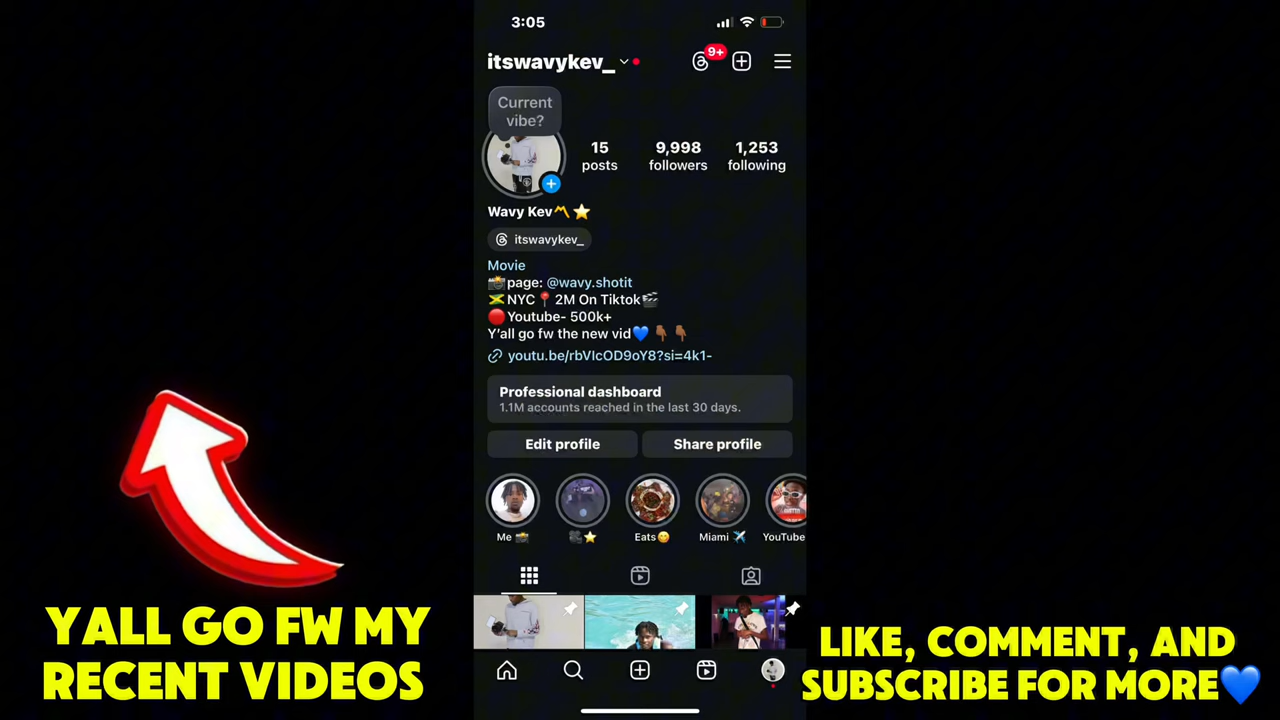 3:05
itswavykev_
9+
Current
vibe?
15
posts
9,998
followers
1,253
following
Wavy Kev〽️⭐
itswavykev_
Movie
📸page: @wavy.shotit
🇯🇲NYC📍2M On Tiktok🎬
🔴Youtube- 500k+
Y'all go fw the new vid💙👇🏾👇🏾
youtu.be/rbVIcOD9oY8?si=4k1-
Professional dashboard
1.1M accounts reached in the last 30 days.
Edit profile
Share profile
Me 📸
🎥⭐
Eats😋
Miami ✈️
YouTube
YALL GO FW MY
RECENT VIDEOS
LIKE, COMMENT, AND
SUBSCRIBE FOR MORE💙